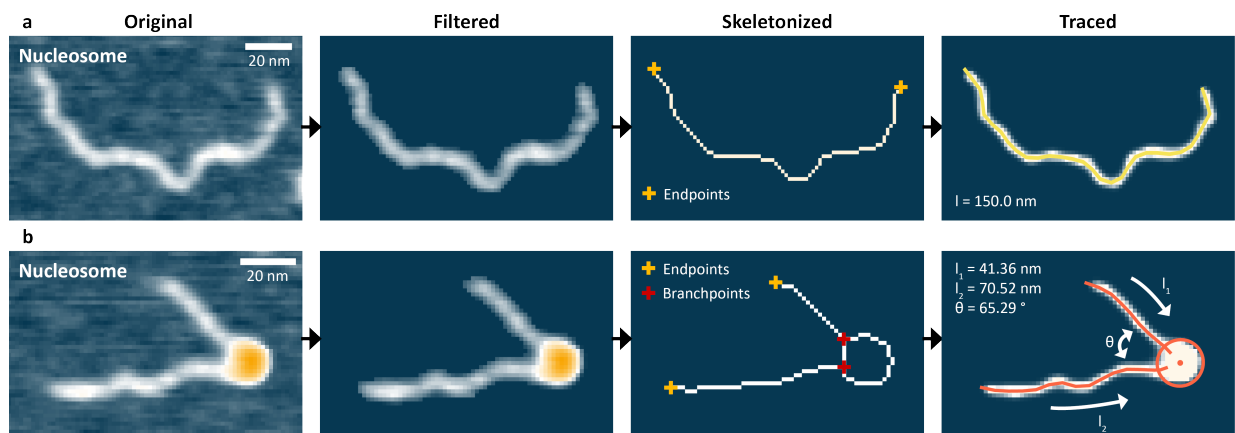 a
Original
Filtered
Skeletonized
Traced
Nucleosome
20 nm
Endpoints
l = 150.0 nm
b
Nucleosome
20 nm
Endpoints
Branchpoints
l₁ = 41.36 nm
l₂ = 70.52 nm
θ = 65.29 °
l₁
θ
l₂